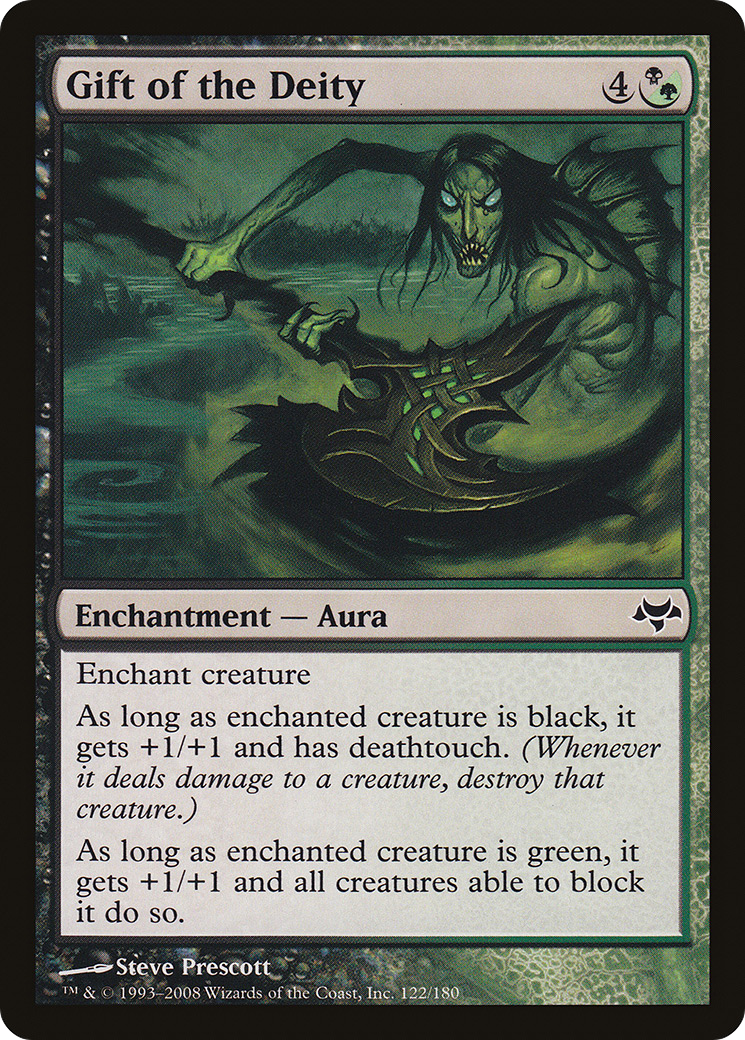 Gift of the Deity 4
Enchantment — Aura
Enchant creature
As long as enchanted creature is black, it
gets +1/+1 and has deathtouch. (Whenever
it deals damage to a creature, destroy that
creature.)
As long as enchanted creature is green, it
gets +1/+1 and all creatures able to block
it do so.
Steve Prescott
™ & © 1993–2008 Wizards of the Coast, Inc. 122/180